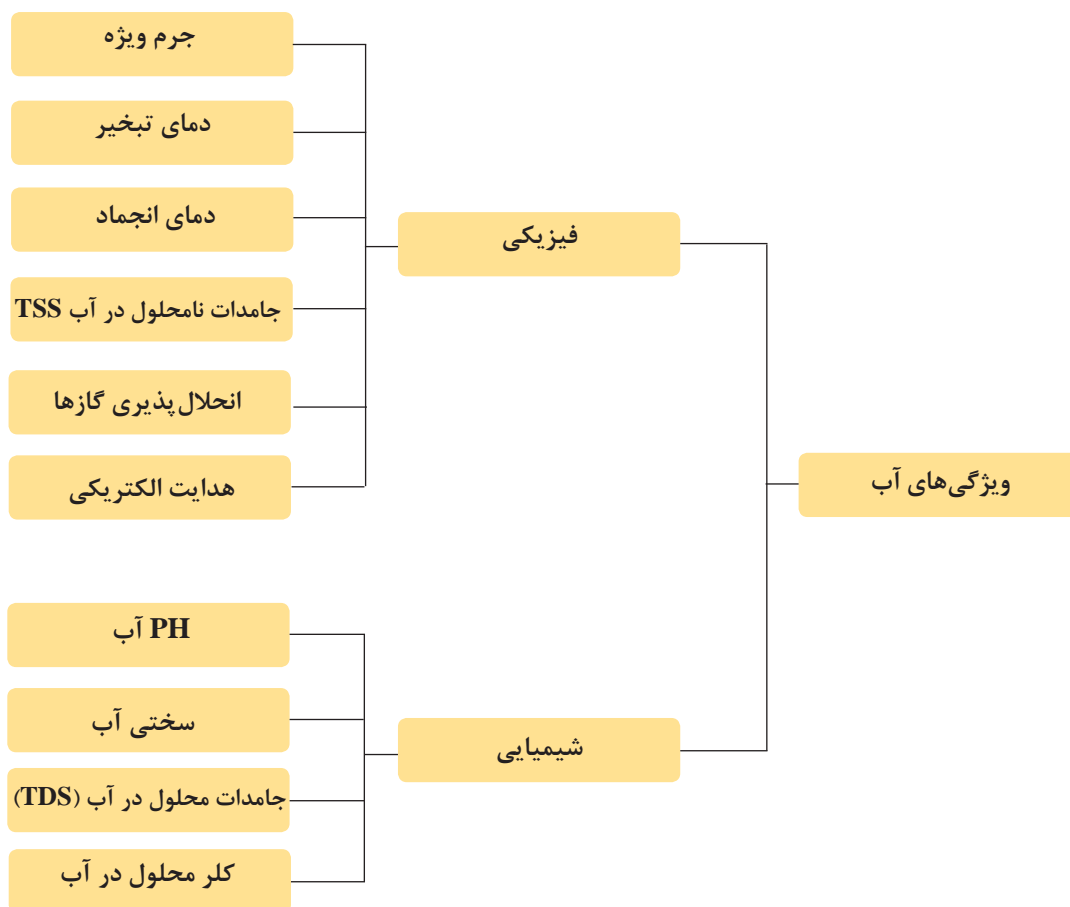 ویژگی‌های آب
فیزیکی
جرم ویژه
دمای تبخیر
دمای انجماد
جامدات نامحلول در آب TSS
انحلال‌پذیری گازها
هدایت الکتریکی
شیمیایی
PH آب
سختی آب
جامدات محلول در آب (TDS)
کلر محلول در آب